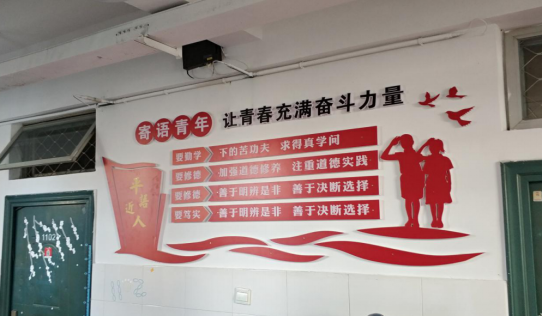 寄语青年
让青春充满奋斗力量
要勤学 下的苦功夫 求得真学问
要修德 加强道德修养 注重道德实践
善于明辨是非 善于决断选择
要笃实 善于明辨是非 善于决断选择
近人